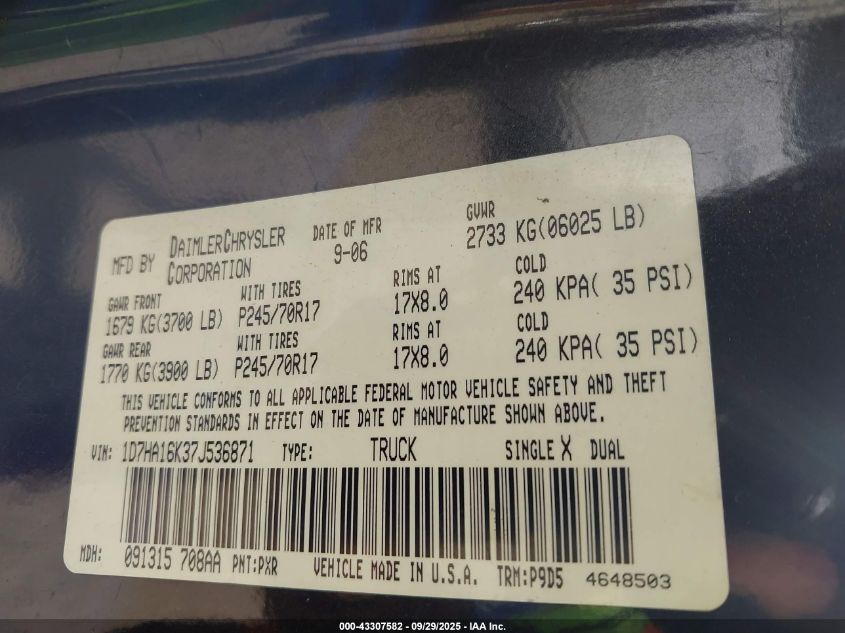 MFD BY DAIMLERCHRYSLER CORPORATION
DATE OF MFR 9-06
GVWR 2733 KG(06025 LB)
GAWR FRONT WITH TIRES RIMS AT COLD
1679 KG(3700 LB) P245/70R17 17X8.0 240 KPA( 35 PSI)
GAWR REAR WITH TIRES RIMS AT COLD
1770 KG(3900 LB) P245/70R17 17X8.0 240 KPA( 35 PSI)
THIS VEHICLE CONFORMS TO ALL APPLICABLE FEDERAL MOTOR VEHICLE SAFETY AND THEFT
PREVENTION STANDARDS IN EFFECT ON THE DATE OF MANUFACTURE SHOWN ABOVE.
VIN: 1D7HA16K37J536871 TYPE: TRUCK SINGLE X DUAL
MDH: 091315 708AA PNT:PXR VEHICLE MADE IN U.S.A. TRM:P9D5 4648503
000-43307582 / 09/29/2025 - IAA Inc.